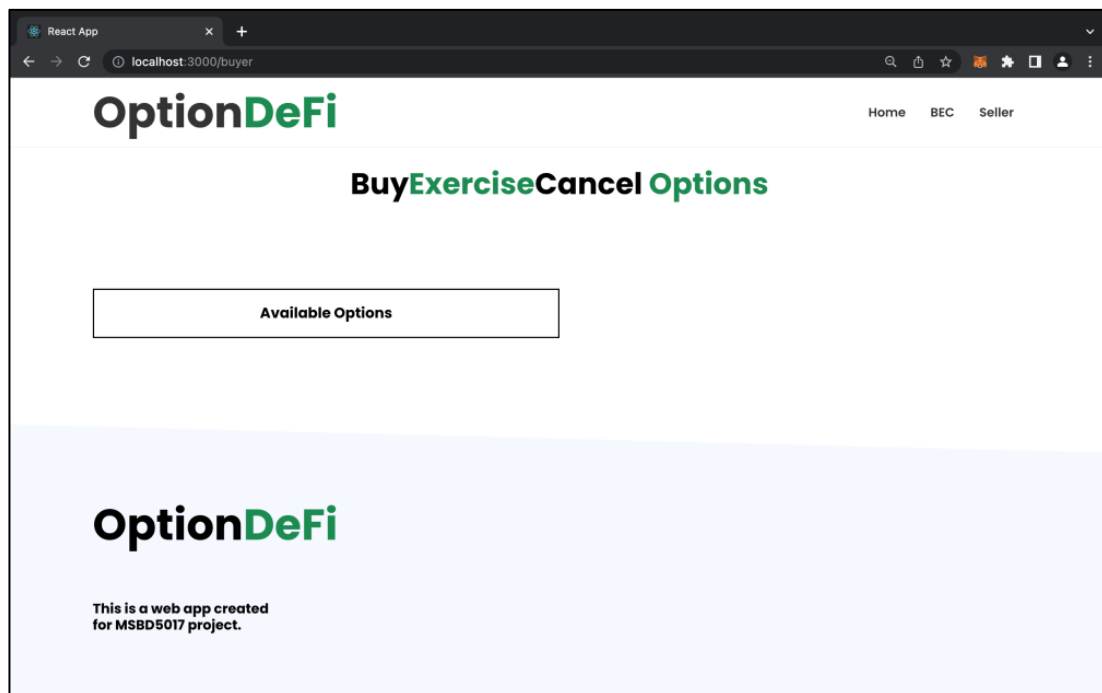 React App
localhost:3000/buyer
OptionDeFi
Home BEC Seller
BuyExerciseCancel Options
Available Options
OptionDeFi
This is a web app created
for MSBD5017 project.